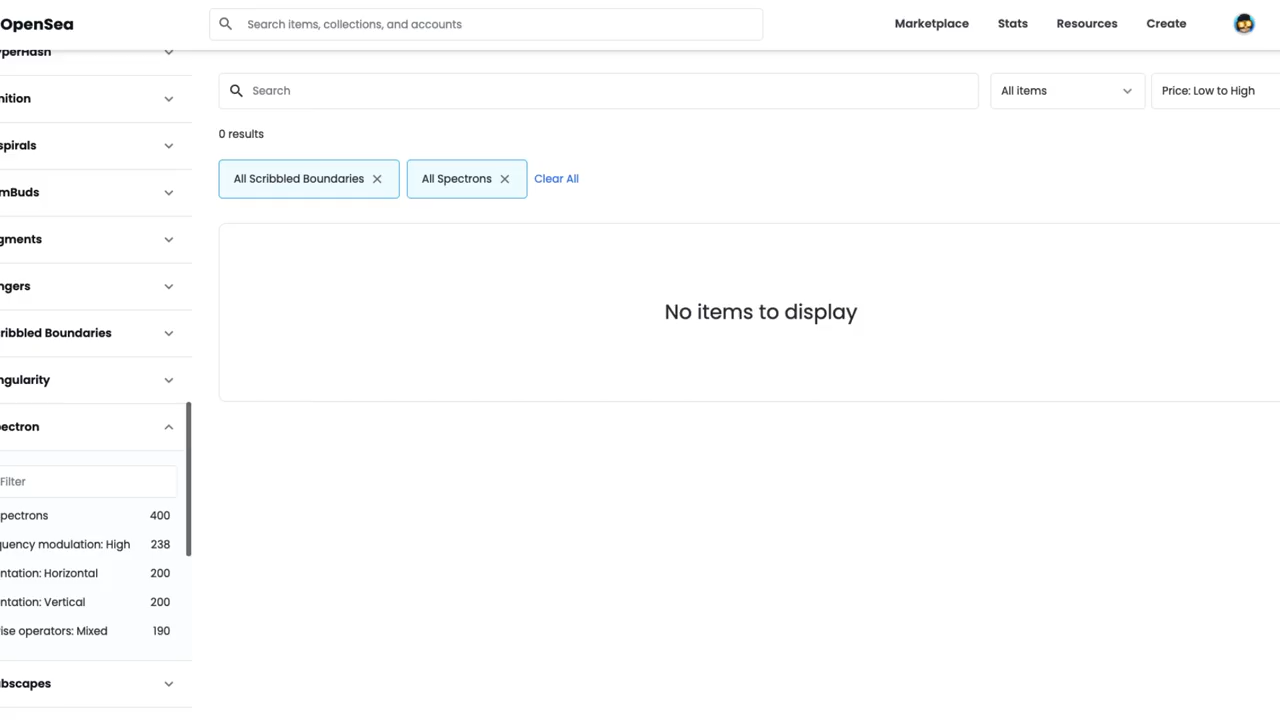 OpenSea
Search items, collections, and accounts
Marketplace
Stats
Resources
Create
yperHash
nition
spirals
mBuds
gments
ngers
ribbled Boundaries
ngularity
ectron
Filter
pectrons 400
quency modulation: High 238
ntation: Horizontal 200
ntation: Vertical 200
ise operators: Mixed 190
bscapes
Search
All items
Price: Low to High
0 results
All Scribbled Boundaries
All Spectrons
Clear All
No items to display